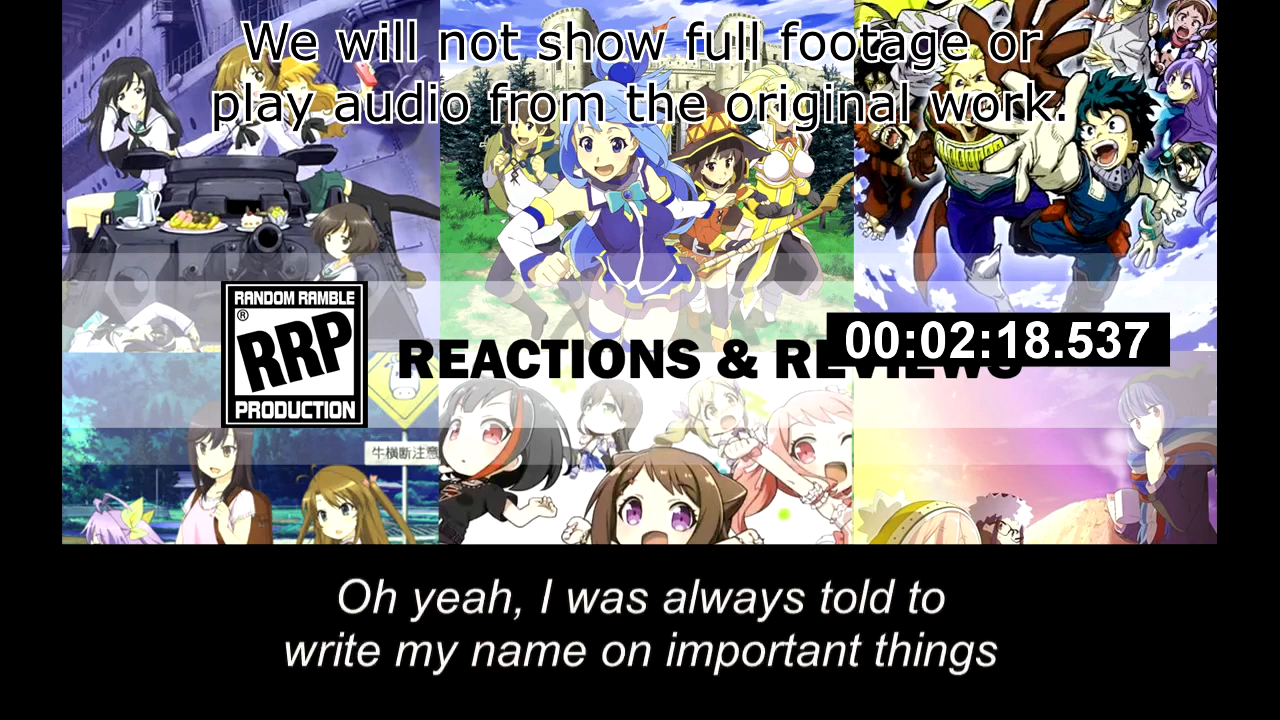 We will not show full footage or
play audio from the original work.
RANDOM RAMBLE
®
RRP
PRODUCTION
REACTIONS & REVIEWS
00:02:18.537
牛横断注意
Oh yeah, I was always told to
write my name on important things